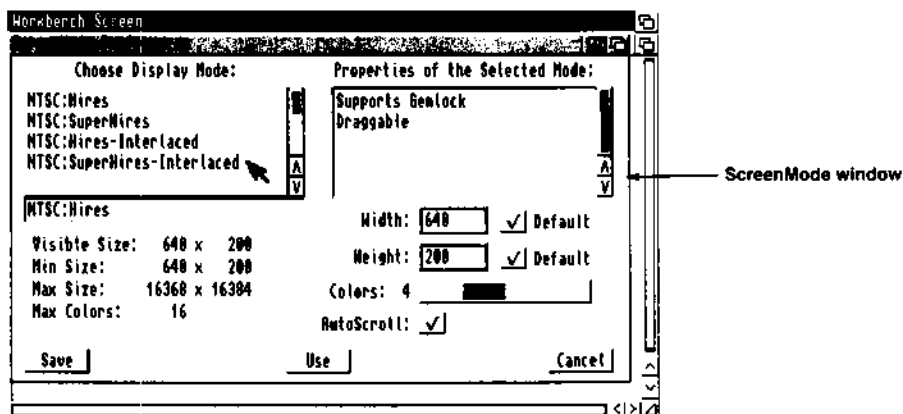 Workbench Screen
Choose Display Mode:
NTSC:Hires
NTSC:SuperHires
NTSC:Hires-Interlaced
NTSC:SuperHires-Interlaced
NTSC:Hires
Visible Size: 640 x 200
Min Size: 640 x 200
Max Size: 16368 x 16384
Max Colors: 16
Properties of the Selected Mode:
Supports Genlock
Draggable
Width: 640 Default
Height: 200 Default
Colors: 4
AutoScroll:
Save Use Cancel
ScreenMode window